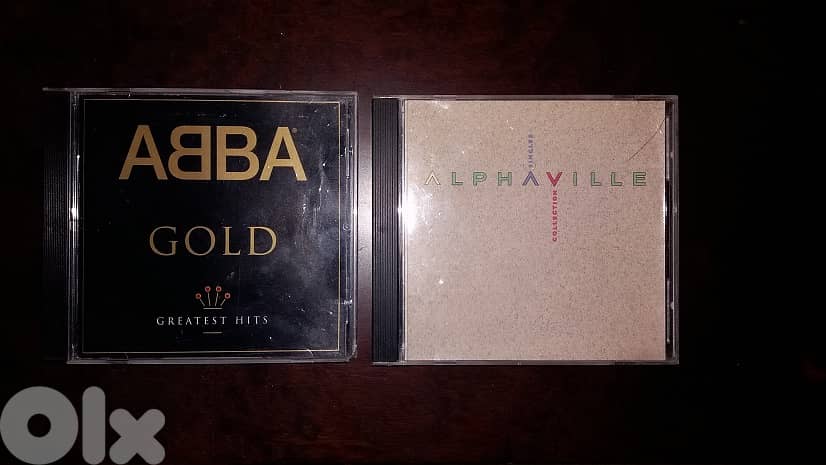 ABBA®
GOLD
GREATEST HITS
SINGLES
ALPHAVILLE
COLLECTION
OLX